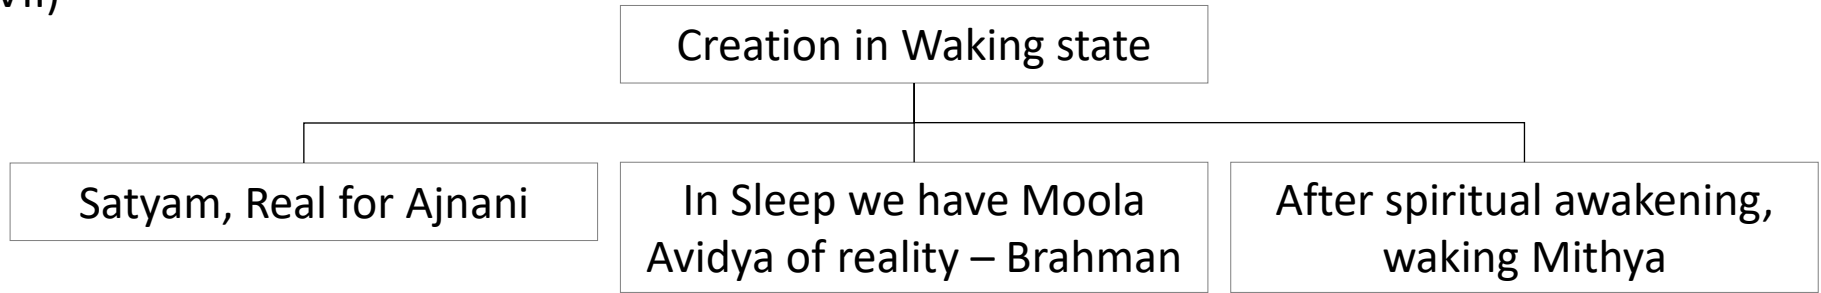 VII)
Creation in Waking state
Satyam, Real for Ajnani
In Sleep we have Moola
Avidya of reality – Brahman
After spiritual awakening,
waking Mithya